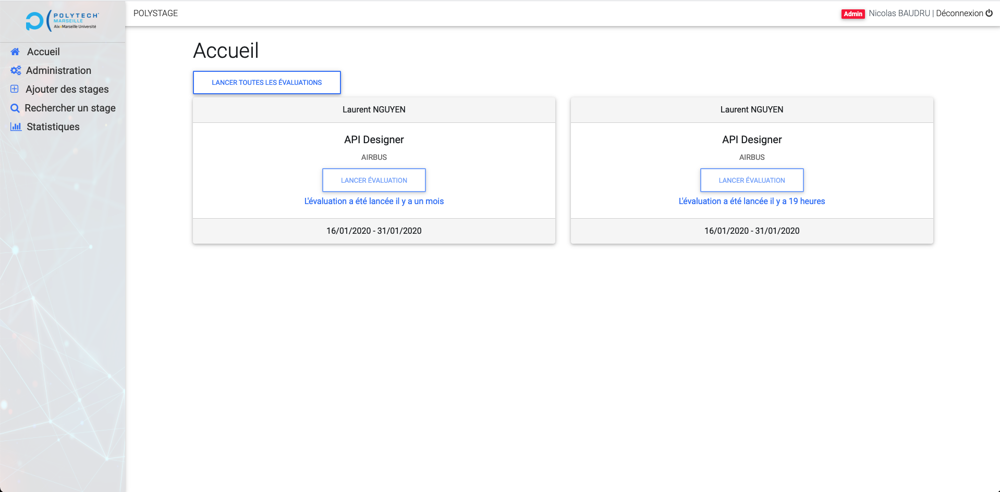 POLYTECH
MARSEILLE
Aix*Marseille Université
POLYSTAGE
Admin Nicolas BAUDRU | Déconnexion
Accueil
Administration
Ajouter des stages
Rechercher un stage
Statistiques
Accueil
LANCER TOUTES LES ÉVALUATIONS
Laurent NGUYEN
API Designer
AIRBUS
LANCER ÉVALUATION
L'évaluation a été lancée il y a un mois
16/01/2020 - 31/01/2020
Laurent NGUYEN
API Designer
AIRBUS
LANCER ÉVALUATION
L'évaluation a été lancée il y a 19 heures
16/01/2020 - 31/01/2020